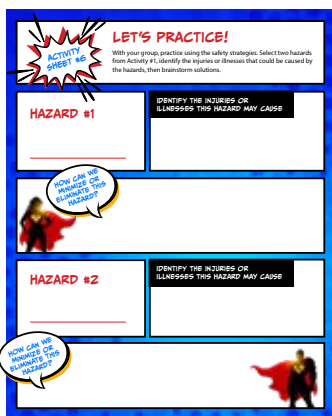 ACTIVITY
SHEET #6
LET'S PRACTICE!
With your group, practice using the safety strategies. Select two hazards
from Activity #1, identify the injuries or illnesses that could be caused by
the hazards, then brainstorm solutions.
HAZARD #1
IDENTIFY THE INJURIES OR
ILLNESSES THIS HAZARD MAY CAUSE
HOW CAN WE
MINIMIZE OR
ELIMINATE THIS
HAZARD?
HAZARD #2
IDENTIFY THE INJURIES OR
ILLNESSES THIS HAZARD MAY CAUSE
HOW CAN WE
MINIMIZE OR
ELIMINATE THIS
HAZARD?